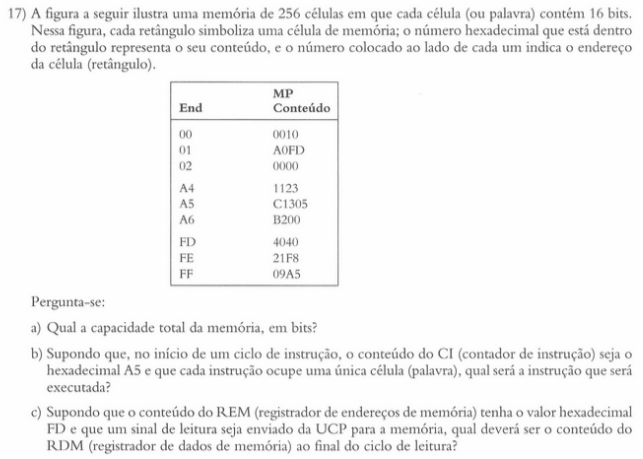 17) A figura a seguir ilustra uma memória de 256 células em que cada célula (ou palavra) contém 16 bits.
Nessa figura, cada retângulo simboliza uma célula de memória; o número hexadecimal que está dentro
do retângulo representa o seu conteúdo, e o número colocado ao lado de cada um indica o endereço
da célula (retângulo).
MP
End Conteúdo
00 0010
01 A0FD
02 0000
A4 1123
A5 C1305
A6 B200
FD 4040
FE 21F8
FF 09A5
Pergunta-se:
a) Qual a capacidade total da memória, em bits?
b) Supondo que, no início de um ciclo de instrução, o conteúdo do CI (contador de instrução) seja o
hexadecimal A5 e que cada instrução ocupe uma única célula (palavra), qual será a instrução que será
executada?
c) Supondo que o conteúdo do REM (registrador de endereços de memória) tenha o valor hexadecimal
FD e que um sinal de leitura seja enviado da UCP para a memória, qual deverá ser o conteúdo do
RDM (registrador de dados de memória) ao final do ciclo de leitura?